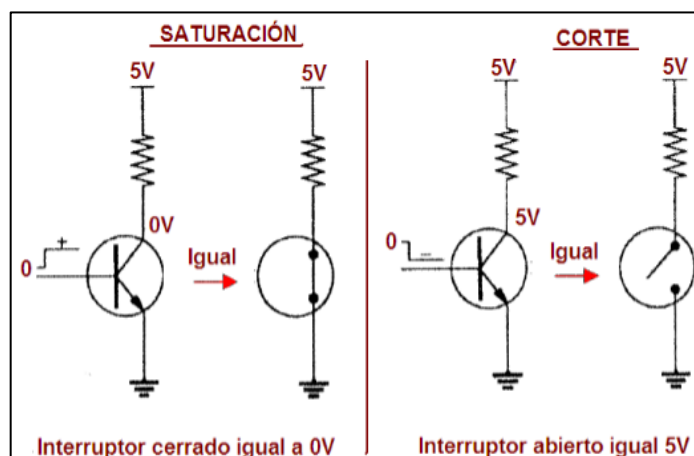 SATURACIÓN
5V
5V
0V
+
0
Igual
Interruptor cerrado igual a 0V
CORTE
5V
5V
5V
0
-
Igual
Interruptor abierto igual 5V